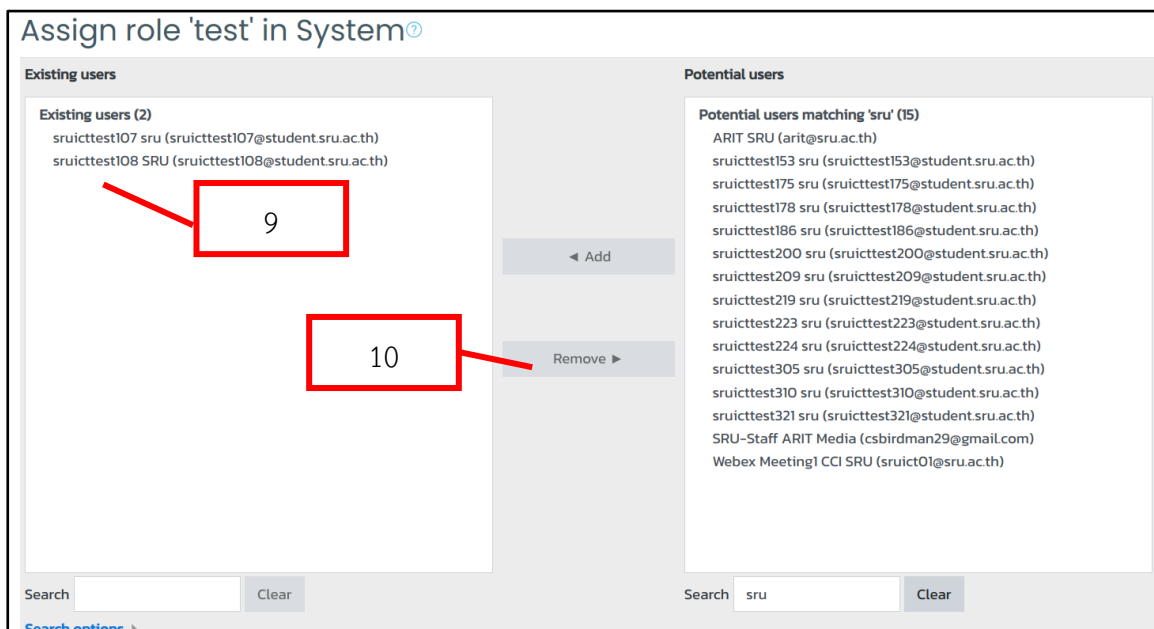 Assign role 'test' in System
Existing users
Existing users (2)
sruicttest107 sru (sruicttest107@student.sru.ac.th)
sruicttest108 SRU (sruicttest108@student.sru.ac.th)
9
10
◄ Add
Remove ►
Potential users
Potential users matching 'sru' (15)
ARIT SRU (arit@sru.ac.th)
sruicttest153 sru (sruicttest153@student.sru.ac.th)
sruicttest175 sru (sruicttest175@student.sru.ac.th)
sruicttest178 sru (sruicttest178@student.sru.ac.th)
sruicttest186 sru (sruicttest186@student.sru.ac.th)
sruicttest200 sru (sruicttest200@student.sru.ac.th)
sruicttest209 sru (sruicttest209@student.sru.ac.th)
sruicttest219 sru (sruicttest219@student.sru.ac.th)
sruicttest223 sru (sruicttest223@student.sru.ac.th)
sruicttest224 sru (sruicttest224@student.sru.ac.th)
sruicttest305 sru (sruicttest305@student.sru.ac.th)
sruicttest310 sru (sruicttest310@student.sru.ac.th)
sruicttest321 sru (sruicttest321@student.sru.ac.th)
SRU-Staff ARIT Media (csbirdman29@gmail.com)
Webex Meeting1 CCI SRU (sruict01@sru.ac.th)
Search Clear
Search sru Clear
Search options